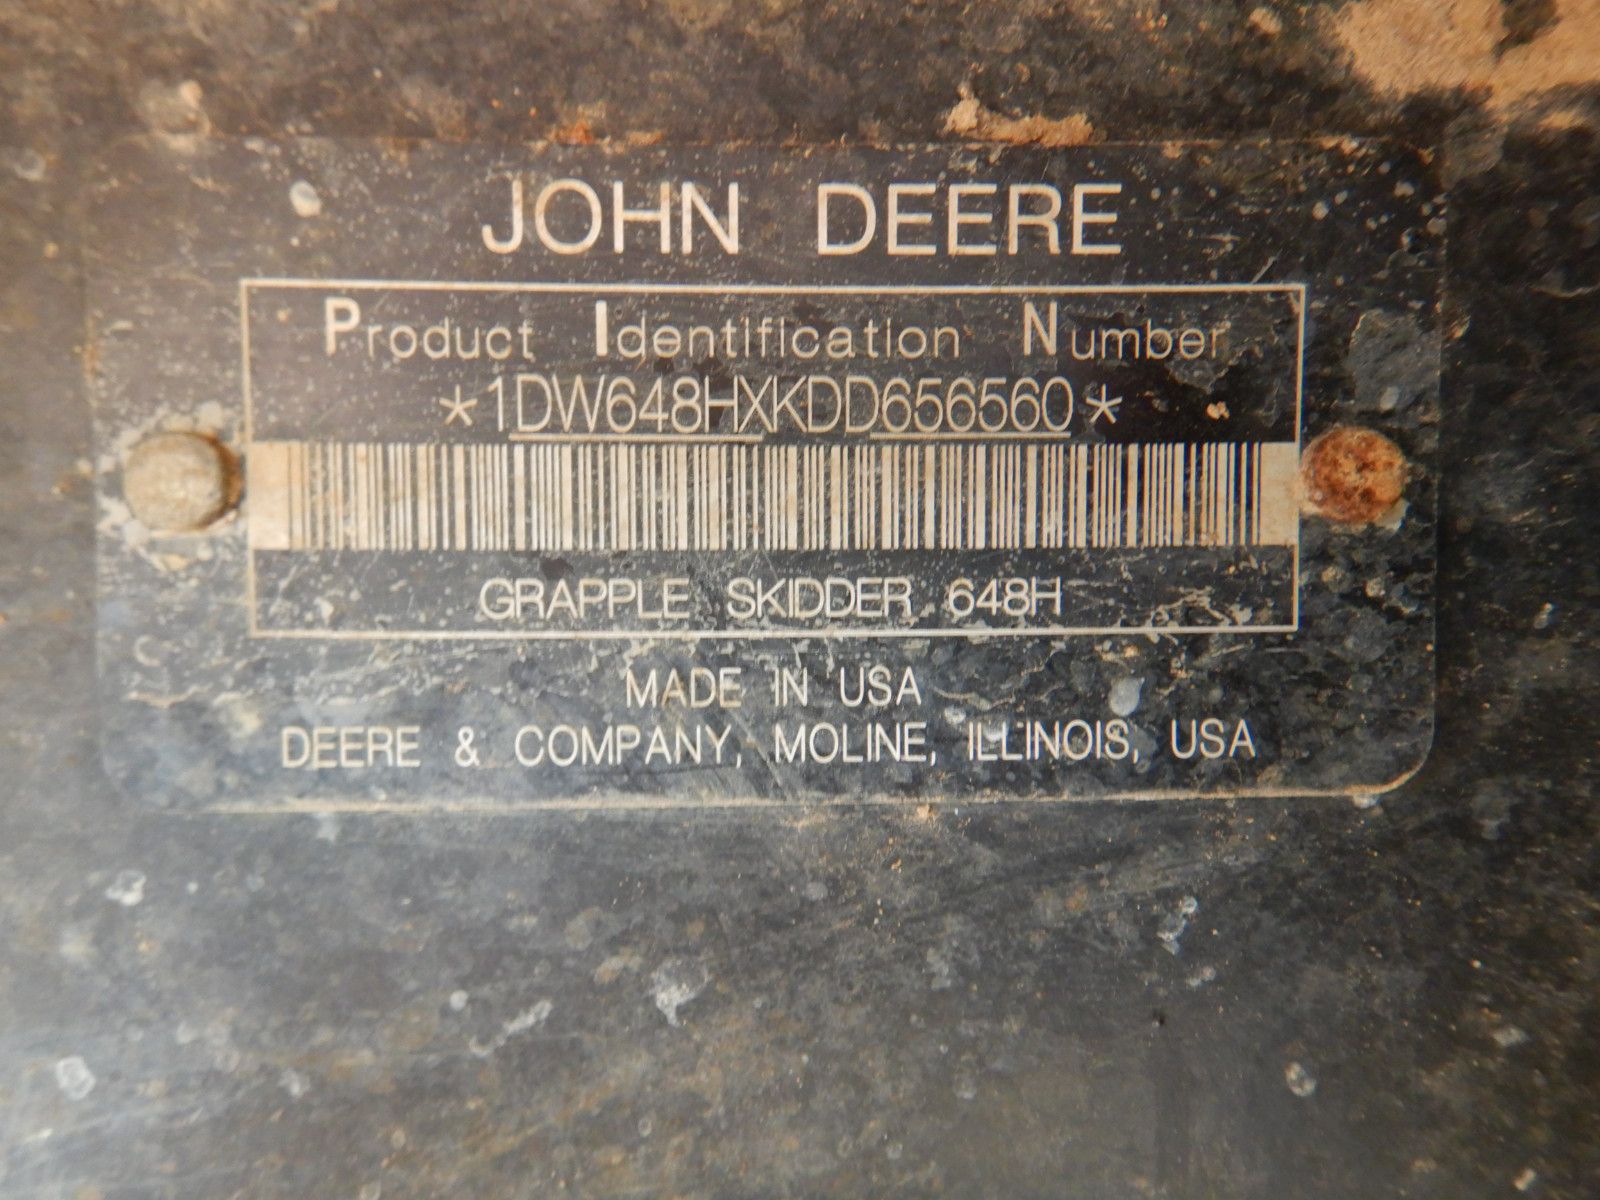 JOHN DEERE
Product Identification Number
*1DW648HXKDD656560*
GRAPPLE SKIDDER 648H
MADE IN USA
DEERE & COMPANY, MOLINE, ILLINOIS, USA